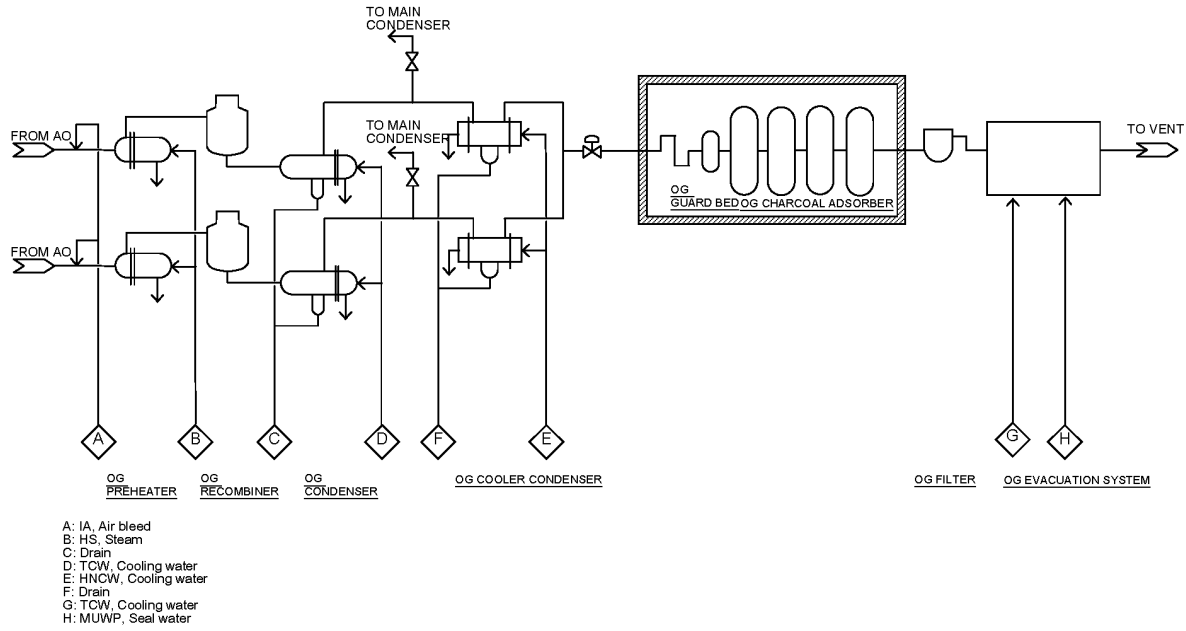 TO MAIN
CONDENSER
FROM AO
TO MAIN
CONDENSER
TO VENT
OG
GUARD BED
OG CHARCOAL ADSORBER
FROM AO
A
B
C
D
F
E
G
H
OG
PREHEATER
OG
RECOMBINER
OG
CONDENSER
OG COOLER CONDENSER
OG FILTER
OG EVACUATION SYSTEM
A: IA, Air bleed
B: HS, Steam
C: Drain
D: TCW, Cooling water
E: HNCW, Cooling water
F: Drain
G: TCW, Cooling water
H: MUWP, Seal water